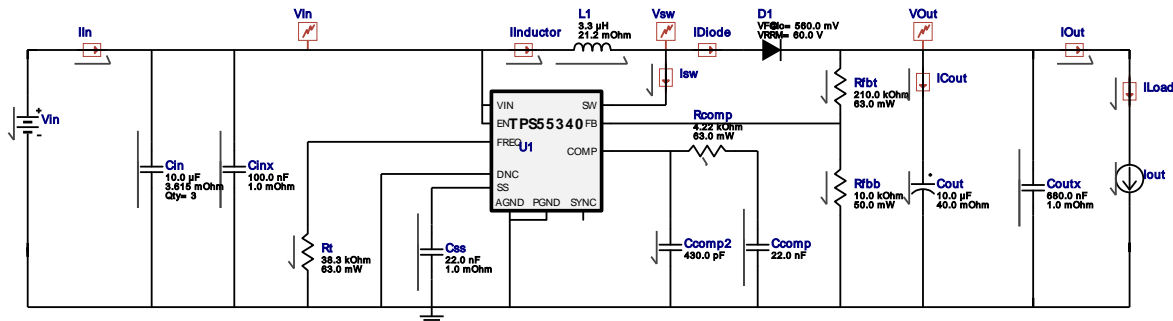 Iin
VIn
IInductor
L1
3.3 µH
21.2 mOhm
Vsw
IDiode
D1
= 560.0 mV
VRRM= 60.0 V
VOut
IOut
Vin
Isw
ICout
ILoad
Rfbt
210.0 kOhm
63.0 mW
VIN
EN
FREQ
DNC
SS
AGND
PGND
SYNC
SW
FB
COMP
TPS55340
U1
Rcomp
4.22 kOhm
63.0 mW
Cin
10.0 µF
3.615 mOhm
Qty= 3
Cinx
100.0 nF
1.0 mOhm
Rfbb
10.0 kOhm
50.0 mW
Cout
10.0 µF
40.0 mOhm
Coutx
680.0 nF
1.0 mOhm
Iout
Rt
38.3 kOhm
63.0 mW
Css
22.0 nF
1.0 mOhm
Ccomp2
430.0 pF
Ccomp
22.0 nF